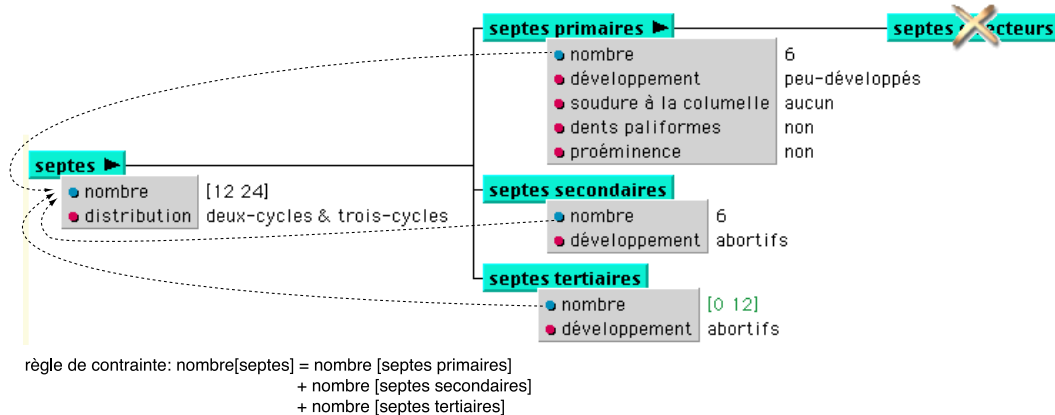 septes primaires
septes directeurs
nombre 6
développement peu-développés
soudure à la columelle aucun
dents paliformes non
proéminence non
septes
nombre [12 24]
distribution deux-cycles & trois-cycles
septes secondaires
nombre 6
développement abortifs
septes tertiaires
nombre [0 12]
développement abortifs
règle de contrainte: nombre[septes] = nombre [septes primaires]
+ nombre [septes secondaires]
+ nombre [septes tertiaires]